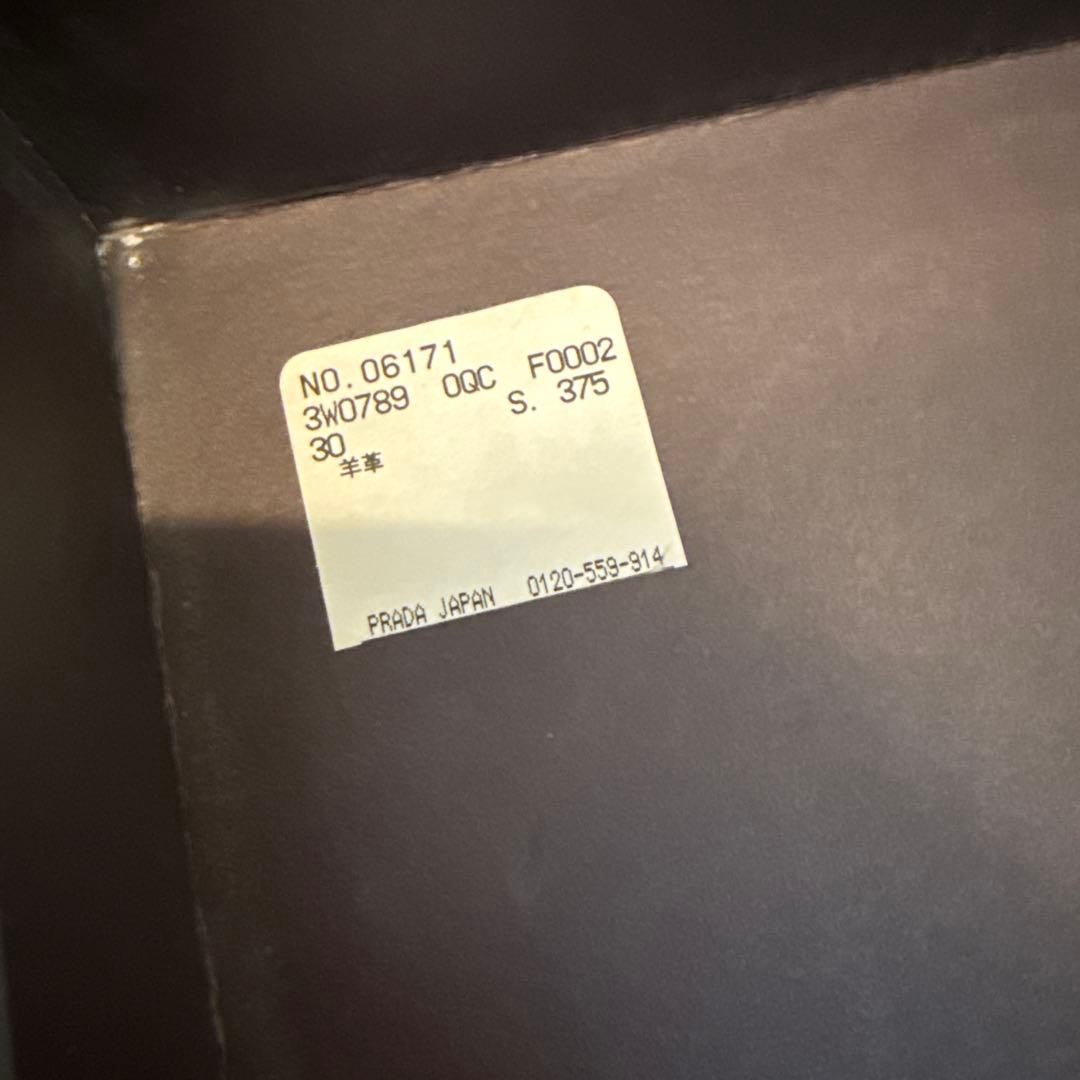 NO.06171
3W0789 0QC F0002
30 S. 375
羊革
PRADA JAPAN 0120-559-914